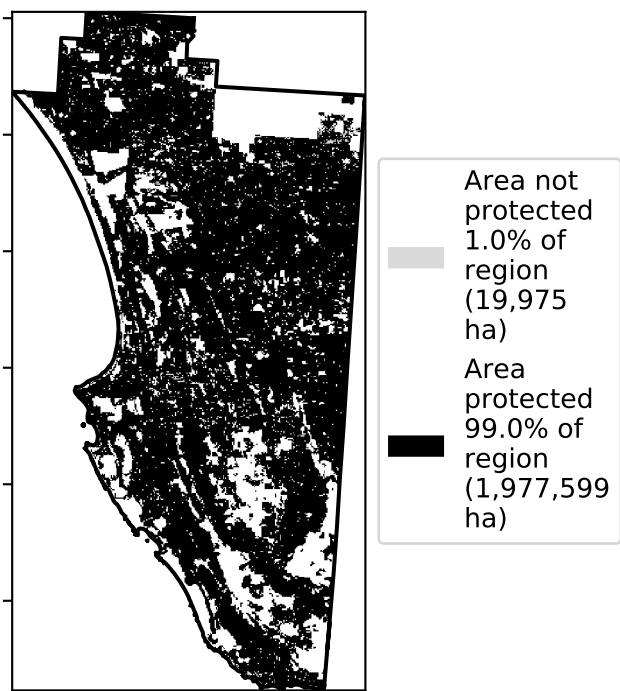 Area not
protected
1.0% of
region
(19,975
ha)
Area
protected
99.0% of
region
(1,977,599
ha)